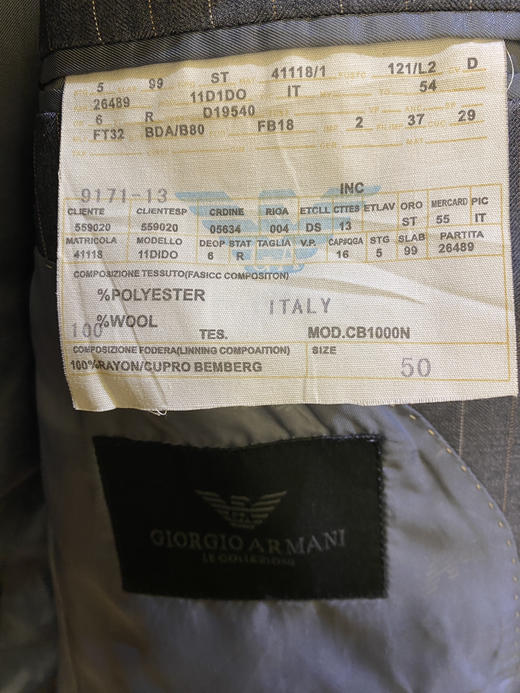 5 99 ST 41118/1 121/L2 D
26489 11D1DO IT TO 54
6 R D19540 37 29
FT32 BDA/B80 FB18 2
9171-13
INC
CLIENTE CLIENTESP CRDINE RIGA ETCLL CTTES ETLAV ORO MERCARD PIC
559020 559020 05634 004 DS 13 ST 55 IT
MATRICOLA MODELLO DEOP STAT TAGLIA V.P. CAP/QGA STG SLAB PARTITA
41118 11DIDO 6 R 16 5 99 26489
COMPOSIZIONE TESSUTO(FASICC COMPOSITON)
%POLYESTER
ITALY
100%WOOL TES. MOD.CB1000N
COMPOSIZIONE FODERA(LINNING COMPOAITION) SIZE
100%RAYON/CUPRO BEMBERG 50
GIORGIO ARMANI
LE COLLEZIONI